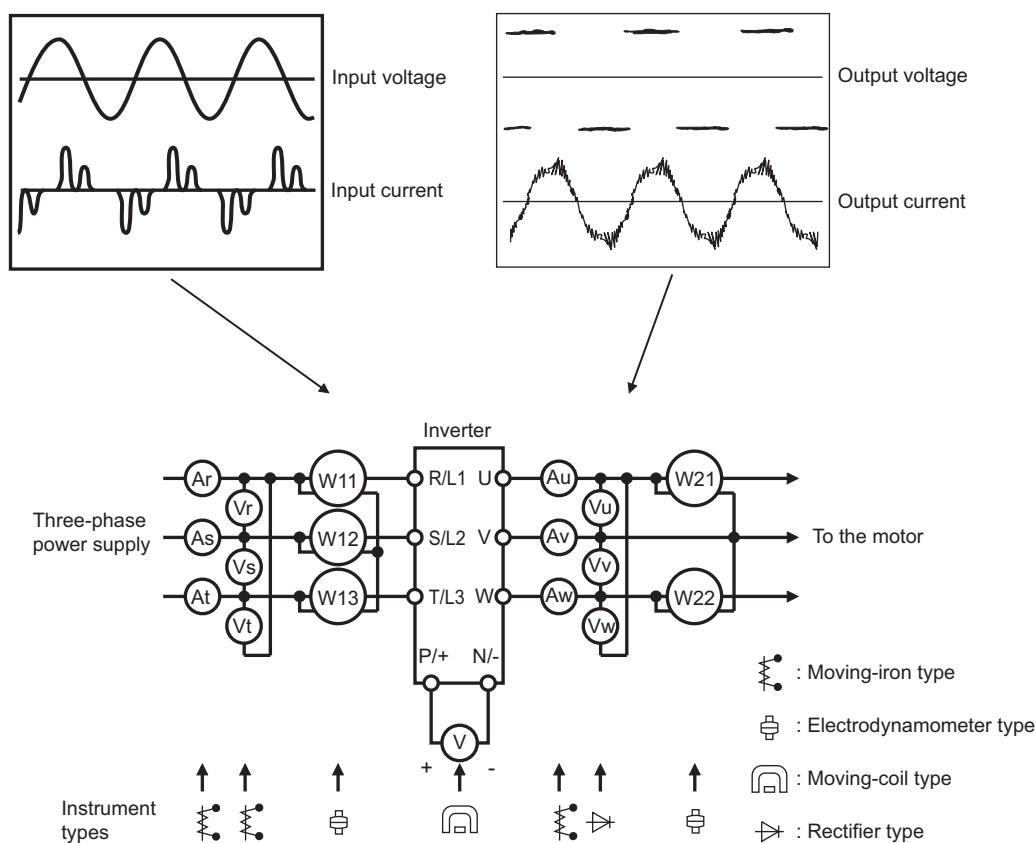 Input voltage
Output voltage
Input current
Output current
Inverter
Ar
W11
R/L1
U
Au
W21
Vr
Vu
Three-phase
power supply
As
W12
S/L2
V
Av
To the motor
Vs
Vv
At
W13
T/L3
W
Aw
W22
Vt
Vw
P/+
N/-
: Moving-iron type
: Electrodynamometer type
V
+
-
: Moving-coil type
Instrument
types
: Rectifier type